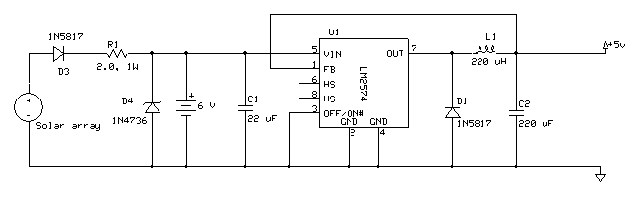 U1
1N5817
D3
R1
2.0, 1W
D4
1N4736
6 V
C1
22 uF
Solar array
5
1
6
8
3
VIN
FB
NS
NS
OFF/ON#
LM2574
OUT
GND
GND
2
4
7
L1
220 uH
+5v
D1
1N5817
C2
220 uF